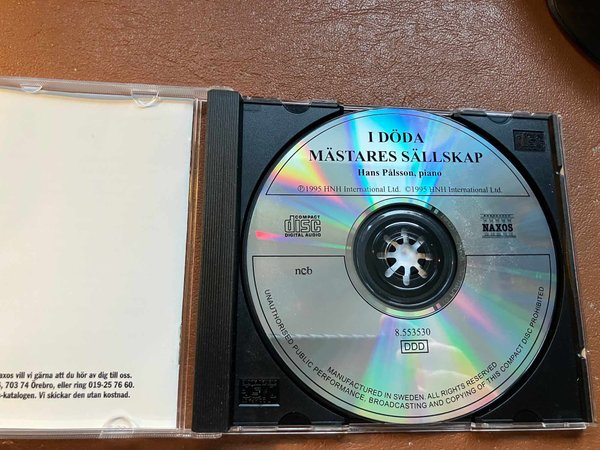 I DÖDA
MÄSTARES SÄLLSKAP
Hans Pålsson, piano
Ⓟ1995 HNH International Ltd. ©1995 HNH International Ltd.
COMPACT
disc
DIGITAL AUDIO
NAXOS
ncb
8.553530
DDD
UNAUTHORISED PUBLIC PERFORMANCE, BROADCASTING AND COPYING OF THIS COMPACT DISC PROHIBITED
MANUFACTURED IN SWEDEN. ALL RIGHTS RESERVED
axos vill vi gärna att du hör av dig till oss.
, 703 74 Örebro, eller ring 019-25 76 60.
-katalogen. Vi skickar den utan kostnad.